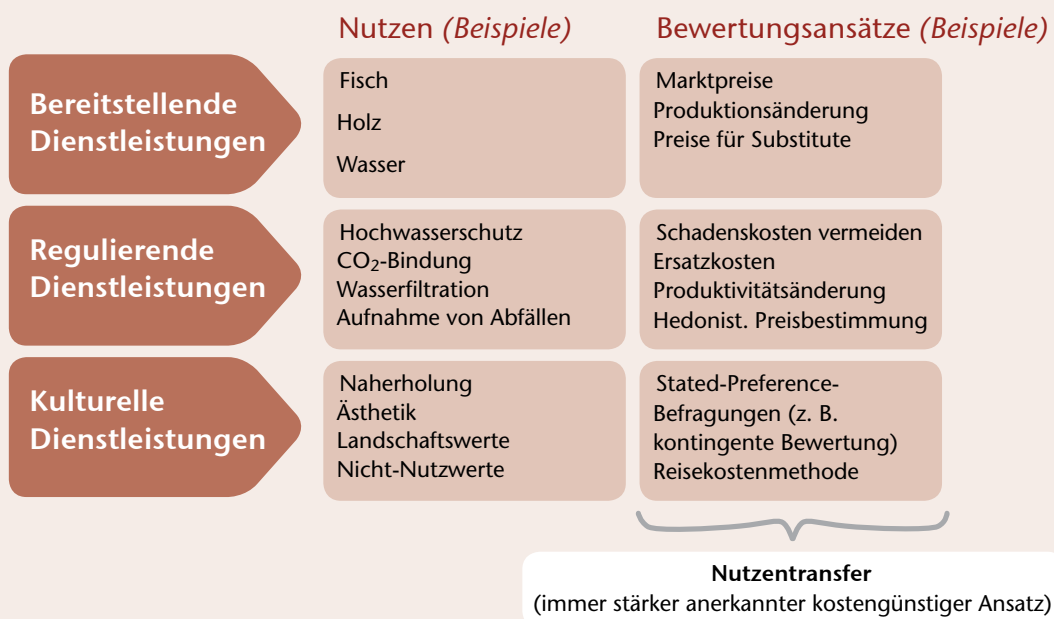 Nutzen (Beispiele)
Bewertungsansätze (Beispiele)
Bereitstellende
Dienstleistungen
Fisch
Holz
Wasser
Marktpreise
Produktionsänderung
Preise für Substitute
Regulierende
Dienstleistungen
Hochwasserschutz
CO₂-Bindung
Wasserfiltration
Aufnahme von Abfällen
Schadenskosten vermeiden
Ersatzkosten
Produktivitätsänderung
Hedonist. Preisbestimmung
Kulturelle
Dienstleistungen
Naherholung
Ästhetik
Landschaftswerte
Nicht-Nutzwerte
Stated-Preference-
Befragungen (z. B.
kontingente Bewertung)
Reisekostenmethode
Nutzentransfer
(immer stärker anerkannter kostengünstiger Ansatz)